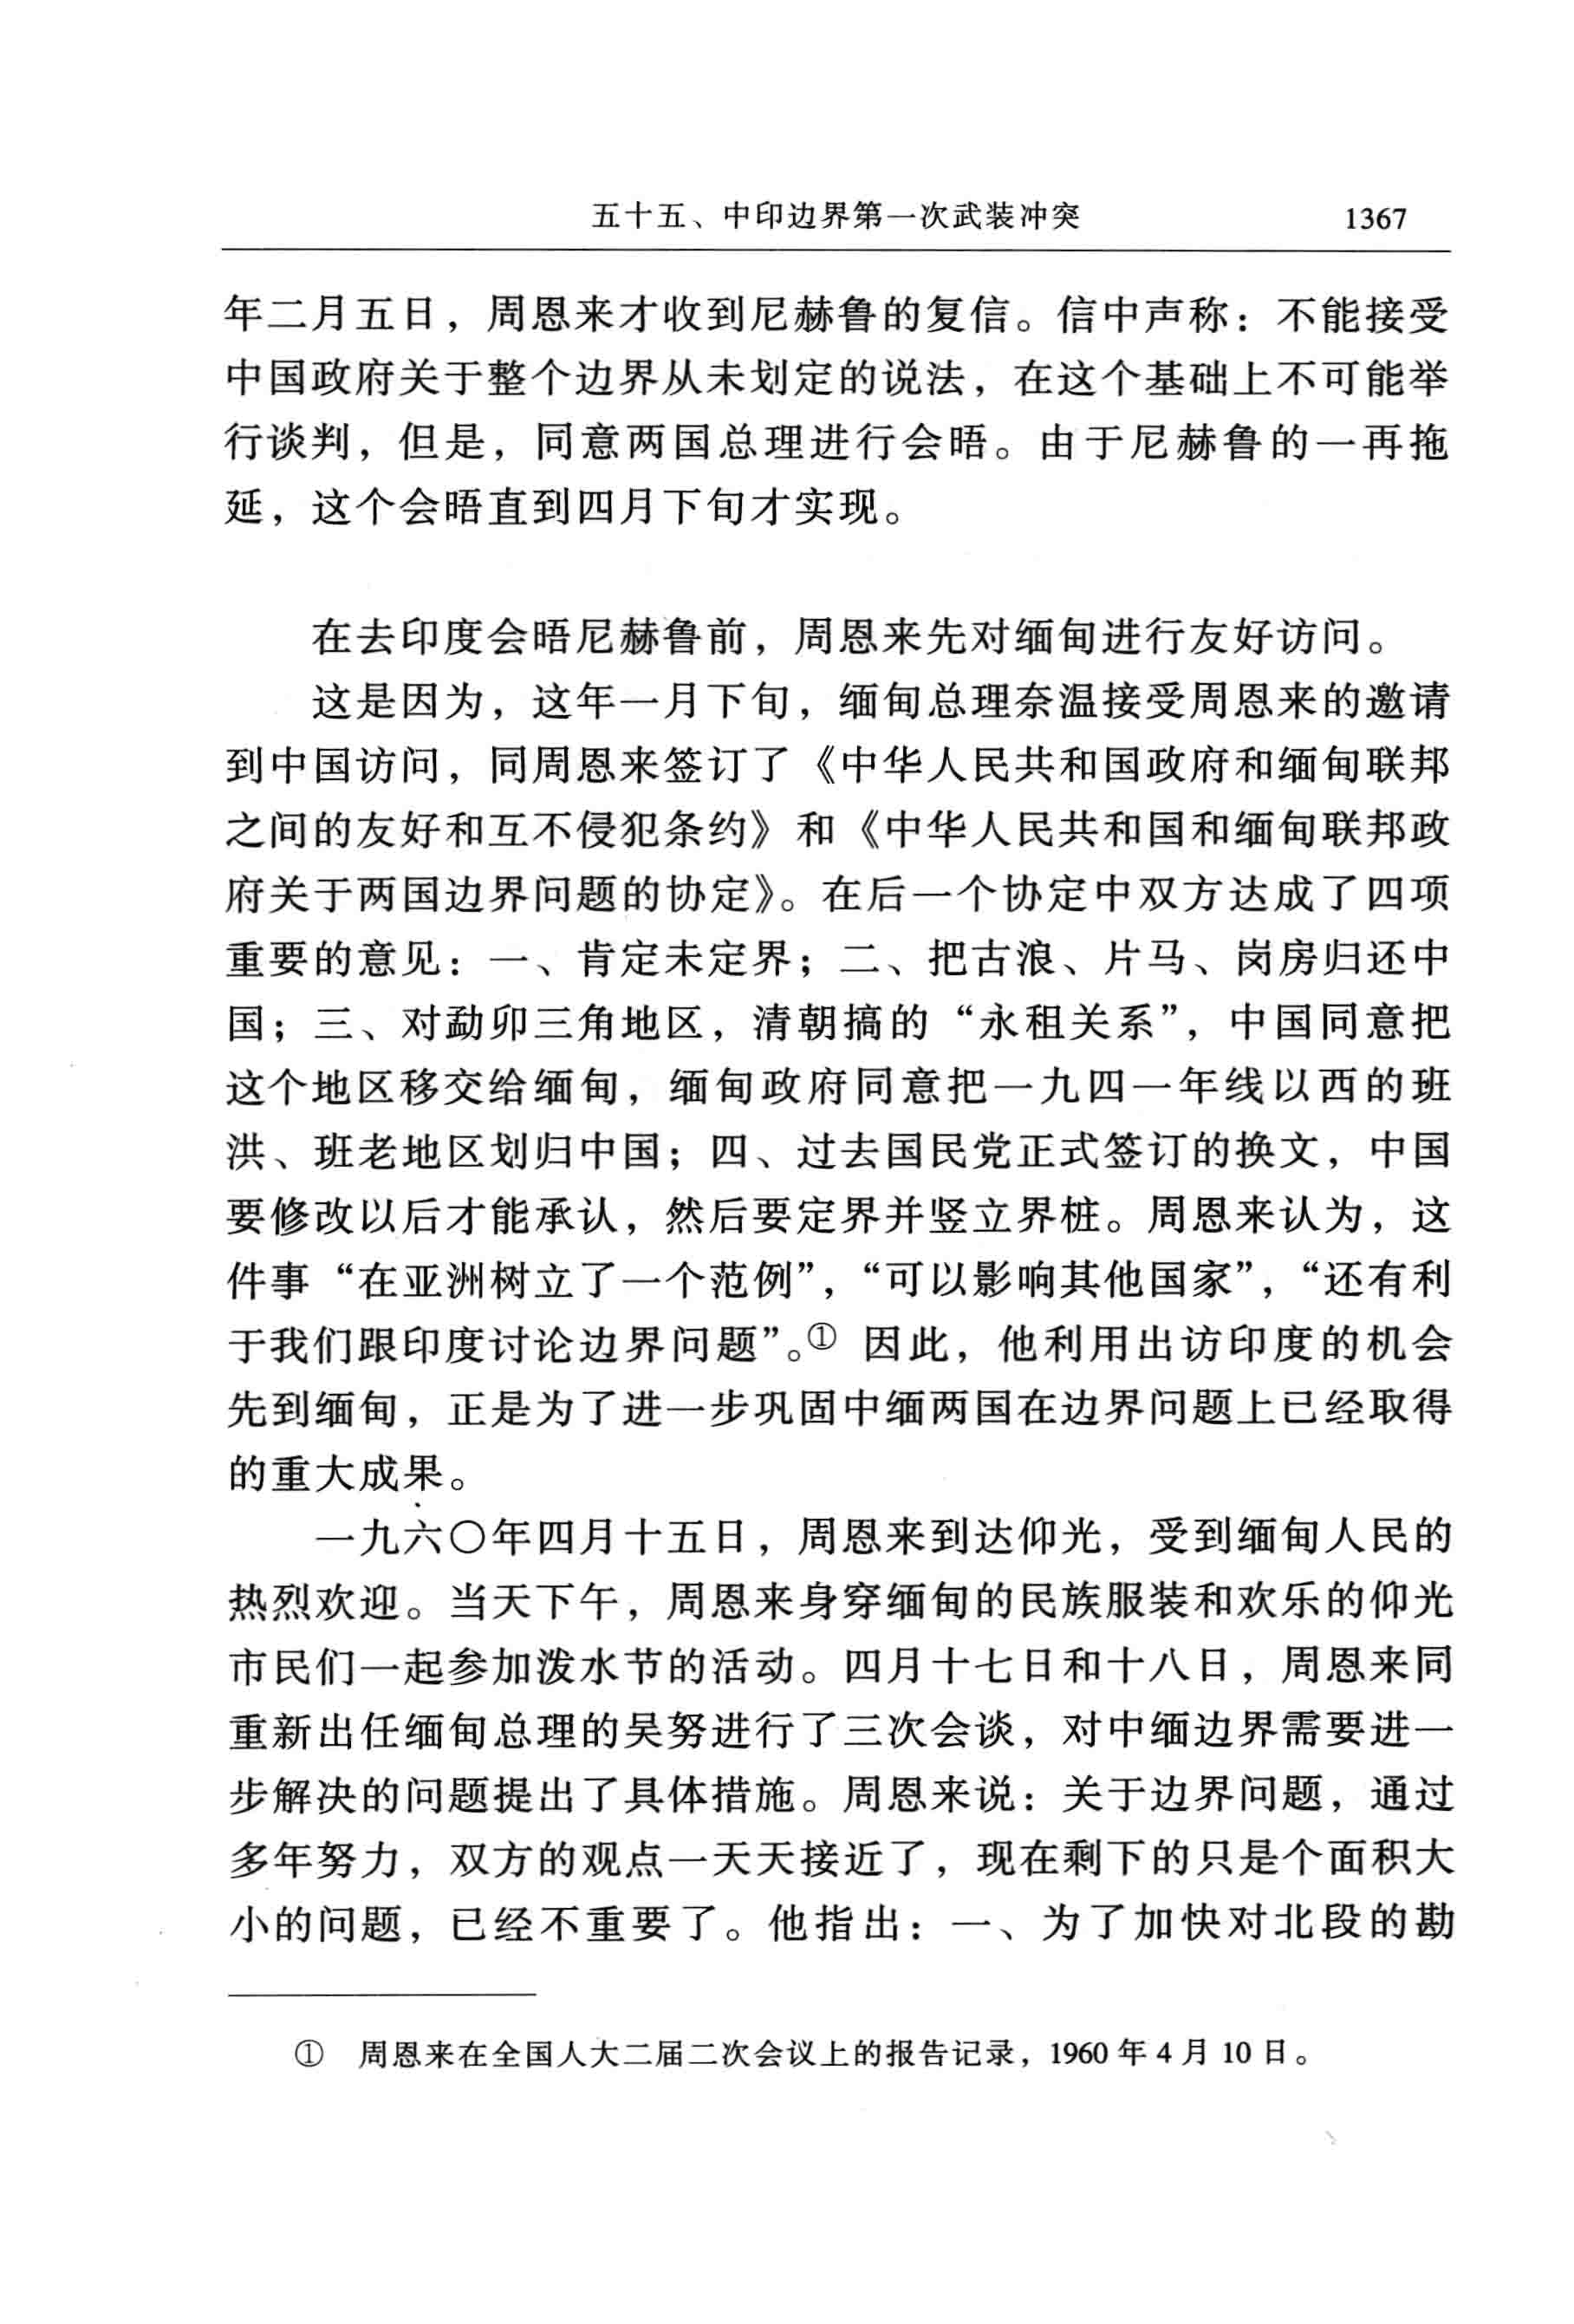 五十五、中印边界第一次武装冲突 1367
年二月五日，周恩来才收到尼赫鲁的复信。信中声称：不能接受
中国政府关于整个边界从未划定的说法，在这个基础上不可能举
行谈判，但是，同意两国总理进行会晤。由于尼赫鲁的一再拖
延，这个会晤直到四月下旬才实现。
在去印度会晤尼赫鲁前，周恩来先对缅甸进行友好访问。
这是因为，这年一月下旬，缅甸总理奈温接受周恩来的邀请
到中国访问，同周恩来签订了《中华人民共和国政府和缅甸联邦
之间的友好和互不侵犯条约》和《中华人民共和国和缅甸联邦政
府关于两国边界问题的协定》。在后一个协定中双方达成了四项
重要的意见：一、肯定未定界；二、把古浪、片马、岗房归还中
国；三、对勐卯三角地区，清朝搞的“永租关系”，中国同意把
这个地区移交给缅甸，缅甸政府同意把一九四一年线以西的班
洪、班老地区划归中国；四、过去国民党正式签订的换文，中国
要修改以后才能承认，然后要定界并竖立界桩。周恩来认为，这
件事“在亚洲树立了一个范例”，“可以影响其他国家”，“还有利
于我们跟印度讨论边界问题”。① 因此，他利用出访印度的机会
先到缅甸，正是为了进一步巩固中缅两国在边界问题上已经取得
的重大成果。
一九六〇年四月十五日，周恩来到达仰光，受到缅甸人民的
热烈欢迎。当天下午，周恩来身穿缅甸的民族服装和欢乐的仰光
市民们一起参加泼水节的活动。四月十七日和十八日，周恩来同
重新出任缅甸总理的吴努进行了三次会谈，对中缅边界需要进一
步解决的问题提出了具体措施。周恩来说：关于边界问题，通过
多年努力，双方的观点一天天接近了，现在剩下的只是个面积大
小的问题，已经不重要了。他指出：一、为了加快对北段的勘
① 周恩来在全国人大二届二次会议上的报告记录，1960 年 4 月 10 日。